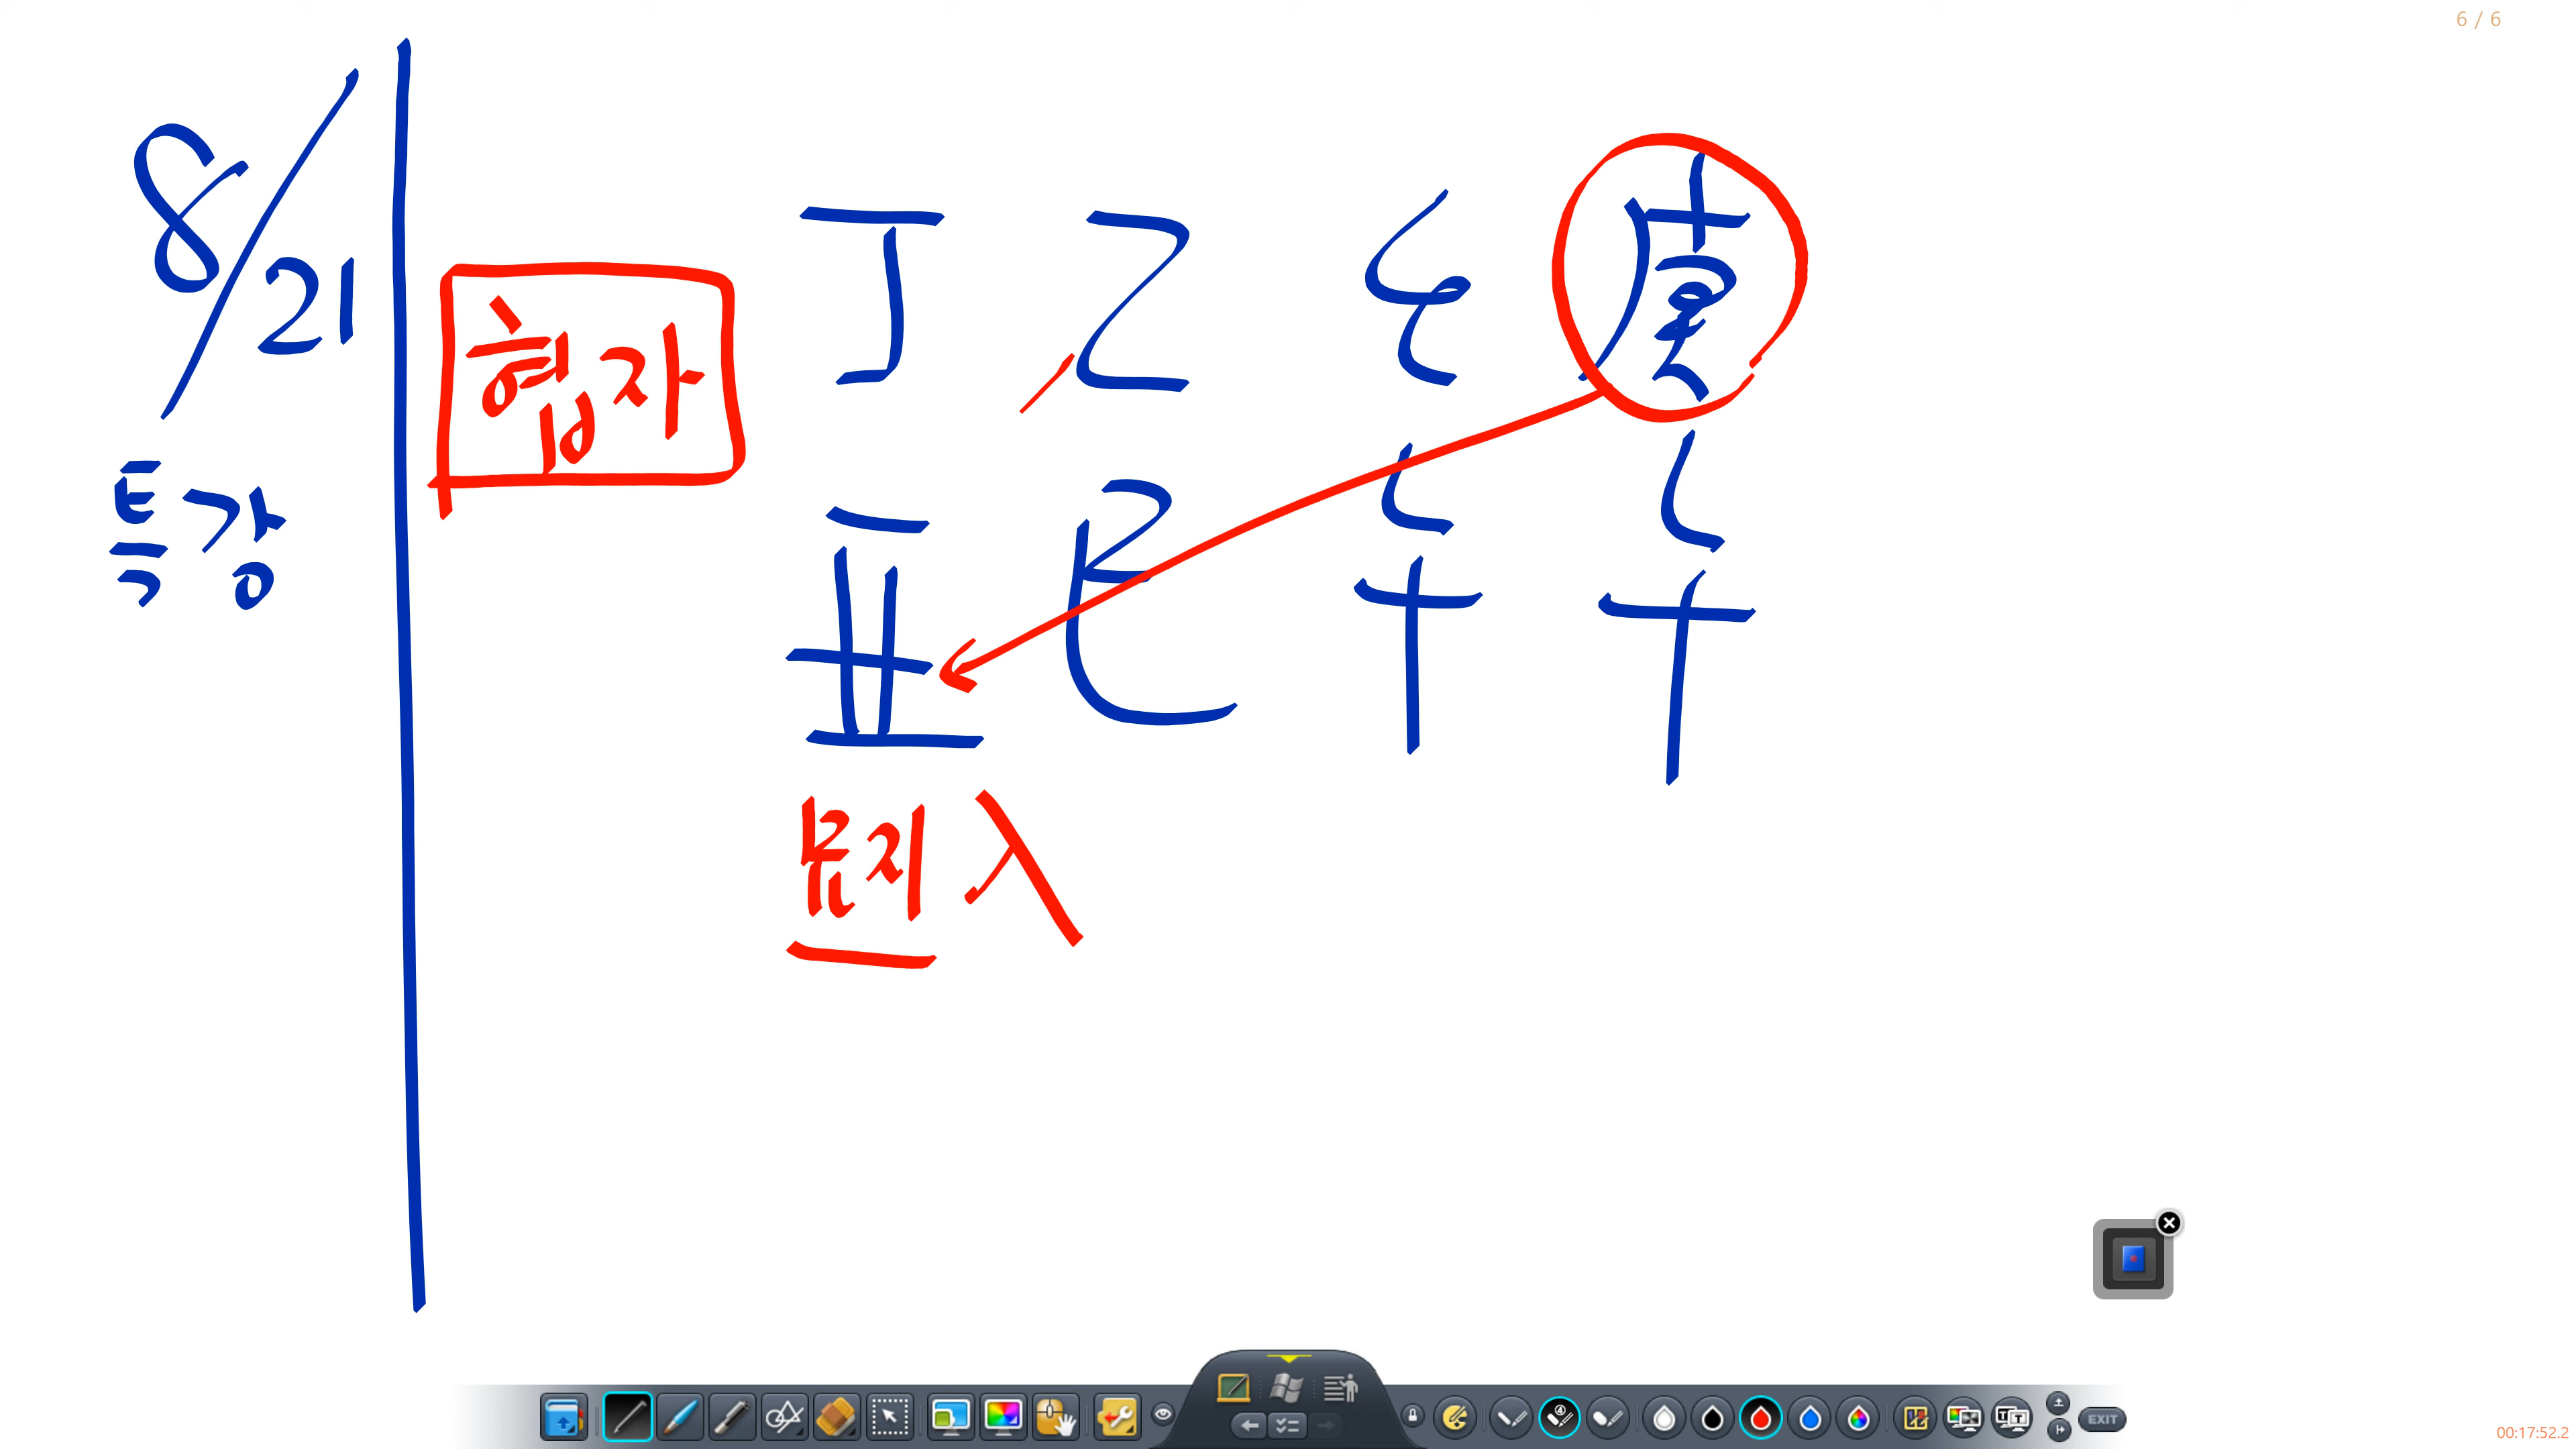 8/21
특강
협자
丁 乙 壬 庚
丑 巳 午 午
묘지 入
6 / 6
EXIT
00:17:52.2